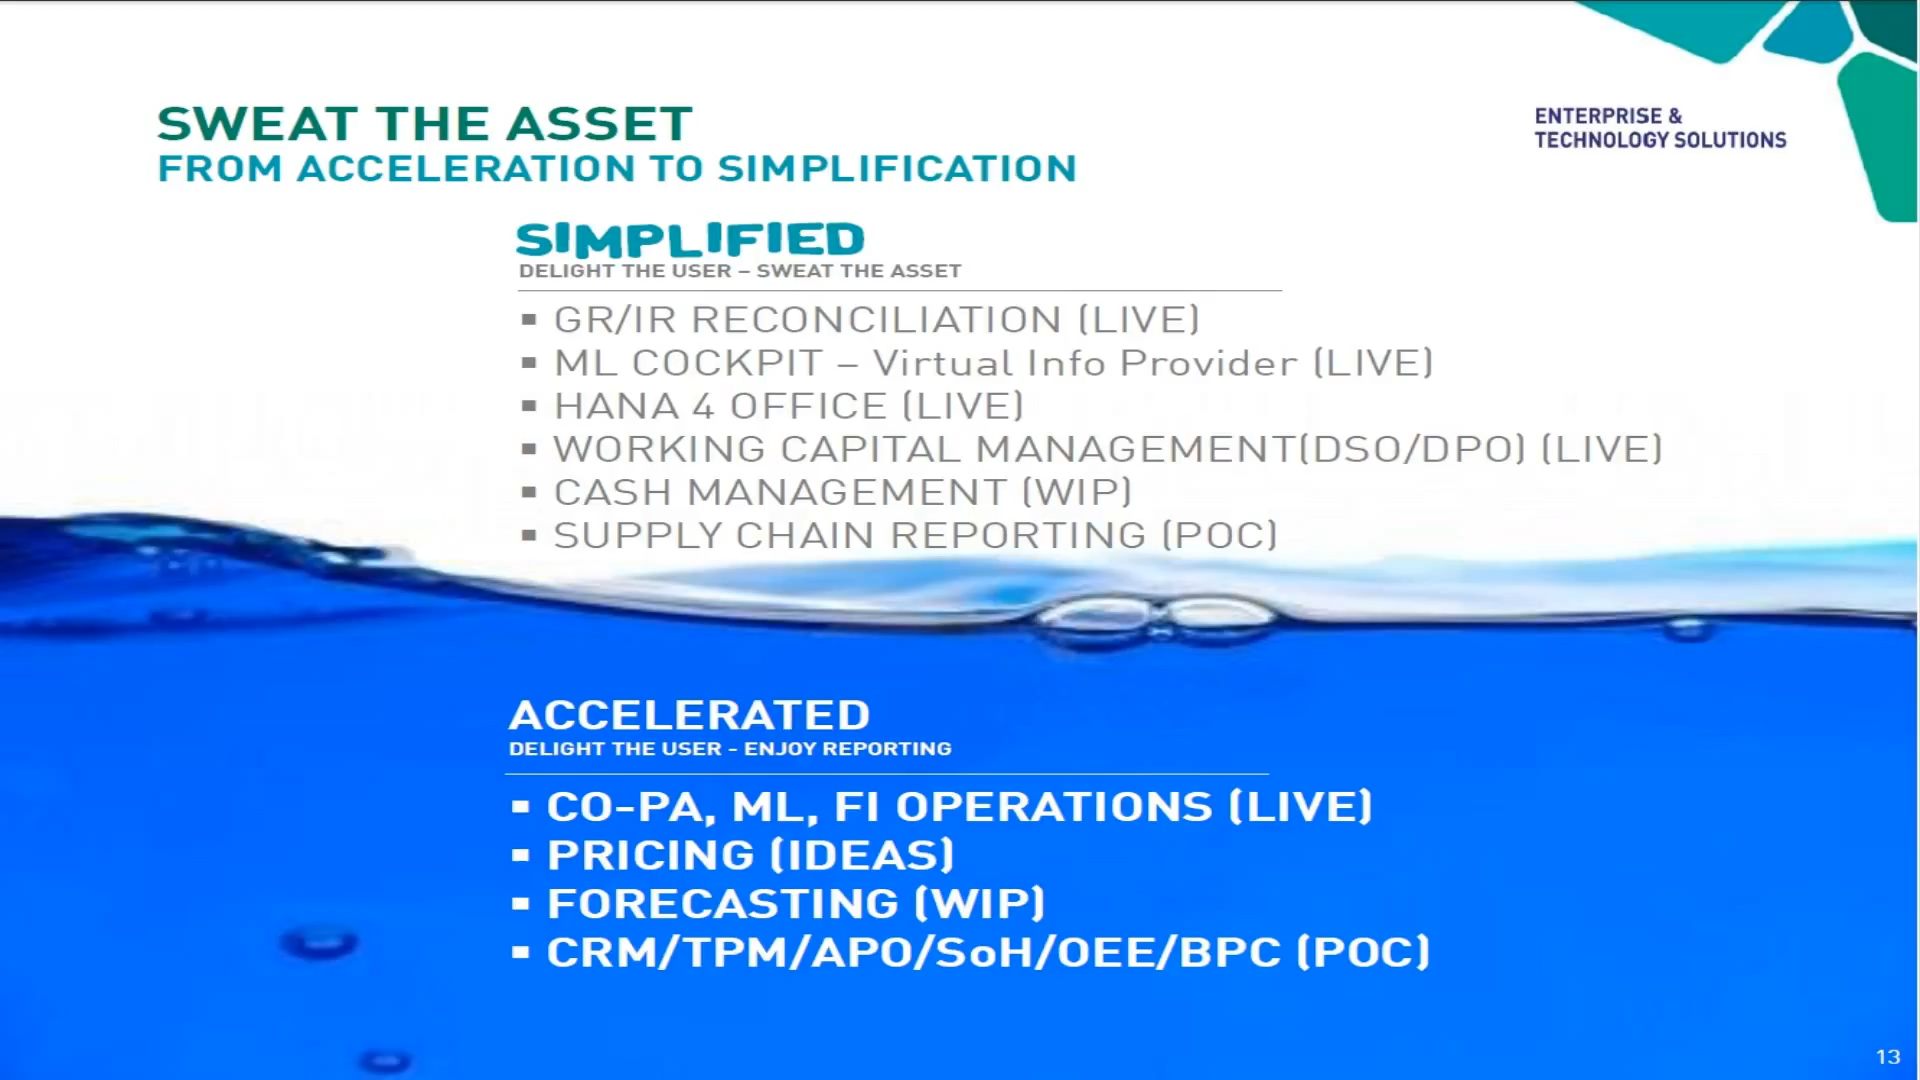 SWEAT THE ASSET
FROM ACCELERATION TO SIMPLIFICATION
ENTERPRISE &
TECHNOLOGY SOLUTIONS
SIMPLIFIED
DELIGHT THE USER – SWEAT THE ASSET
▪ GR/IR RECONCILIATION (LIVE)
▪ ML COCKPIT – Virtual Info Provider (LIVE)
▪ HANA 4 OFFICE (LIVE)
▪ WORKING CAPITAL MANAGEMENT(DSO/DPO) (LIVE)
▪ CASH MANAGEMENT (WIP)
▪ SUPPLY CHAIN REPORTING (POC)
ACCELERATED
DELIGHT THE USER - ENJOY REPORTING
▪ CO-PA, ML, FI OPERATIONS (LIVE)
▪ PRICING (IDEAS)
▪ FORECASTING (WIP)
▪ CRM/TPM/APO/SoH/OEE/BPC (POC)
13